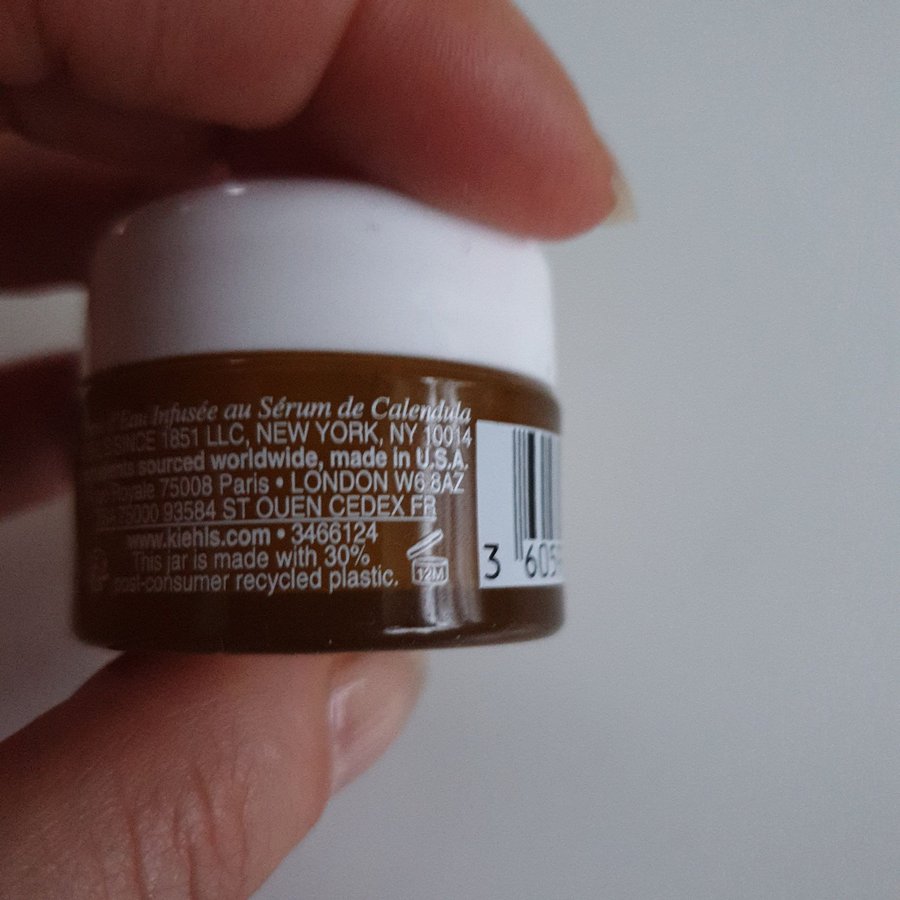 Infusée au Sérum de Calendula
SINCE 1851 LLC, NEW YORK, NY 10014
sourced worldwide, made in U.S.A.
Royale 75008 Paris • LONDON W6 8AZ
93584 ST OUEN CEDEX FR
www.kiehls.com • 3466124
This jar is made with 30%
post-consumer recycled plastic.
12M
3 605